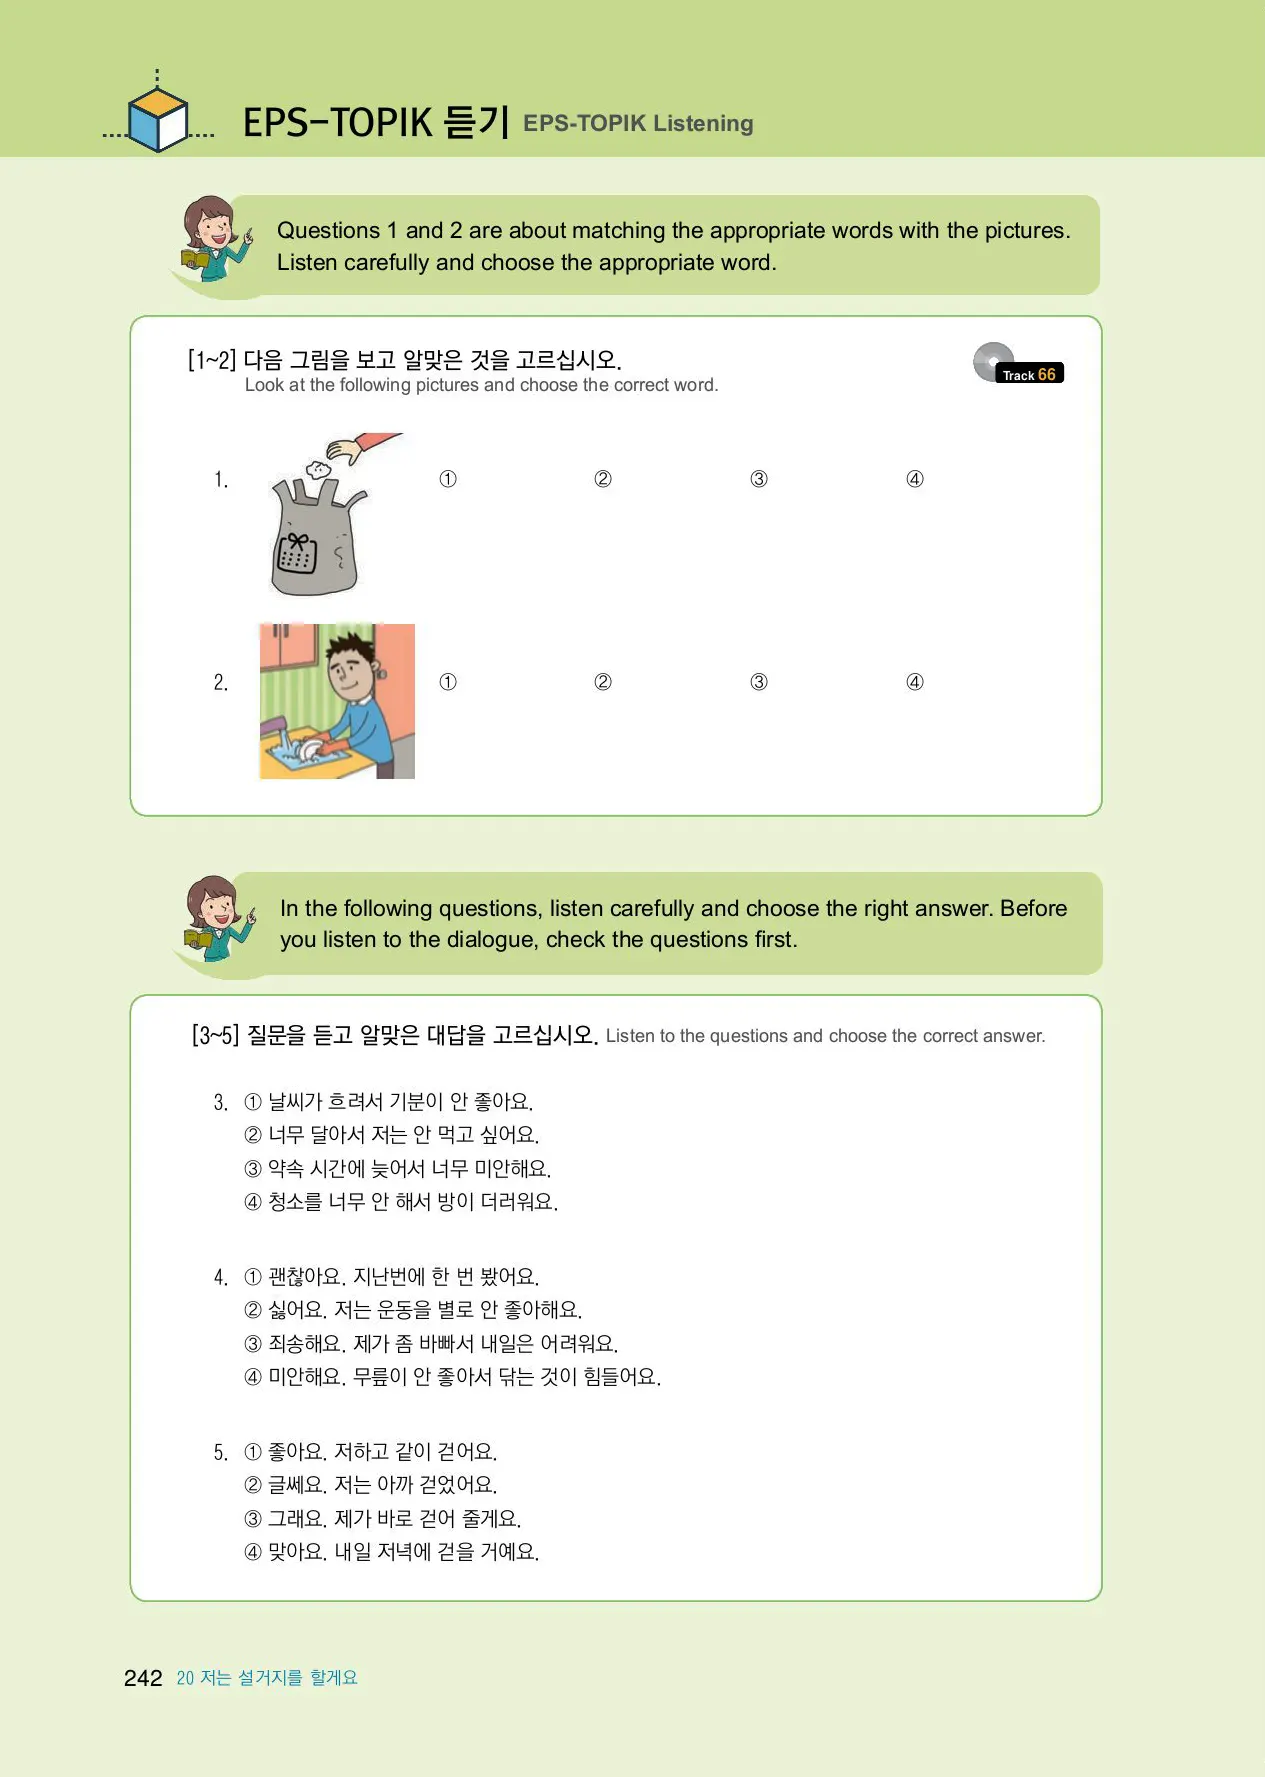 EPS-TOPIK 듣기 EPS-TOPIK Listening
Questions 1 and 2 are about matching the appropriate words with the pictures.
Listen carefully and choose the appropriate word.
[1~2] 다음 그림을 보고 알맞은 것을 고르십시오.
Look at the following pictures and choose the correct word.
Track 66
1. ① ② ③ ④
2. ① ② ③ ④
In the following questions, listen carefully and choose the right answer. Before
you listen to the dialogue, check the questions first.
[3~5] 질문을 듣고 알맞은 대답을 고르십시오. Listen to the questions and choose the correct answer.
3. ① 날씨가 흐려서 기분이 안 좋아요.
② 너무 달아서 저는 안 먹고 싶어요.
③ 약속 시간에 늦어서 너무 미안해요.
④ 청소를 너무 안 해서 방이 더러워요.
4. ① 괜찮아요. 지난번에 한 번 봤어요.
② 싫어요. 저는 운동을 별로 안 좋아해요.
③ 죄송해요. 제가 좀 바빠서 내일은 어려워요.
④ 미안해요. 무릎이 안 좋아서 닦는 것이 힘들어요.
5. ① 좋아요. 저하고 같이 걷어요.
② 글쎄요. 저는 아까 걷었어요.
③ 그래요. 제가 바로 걷어 줄게요.
④ 맞아요. 내일 저녁에 걷을 거예요.
242 20 저는 설거지를 할게요